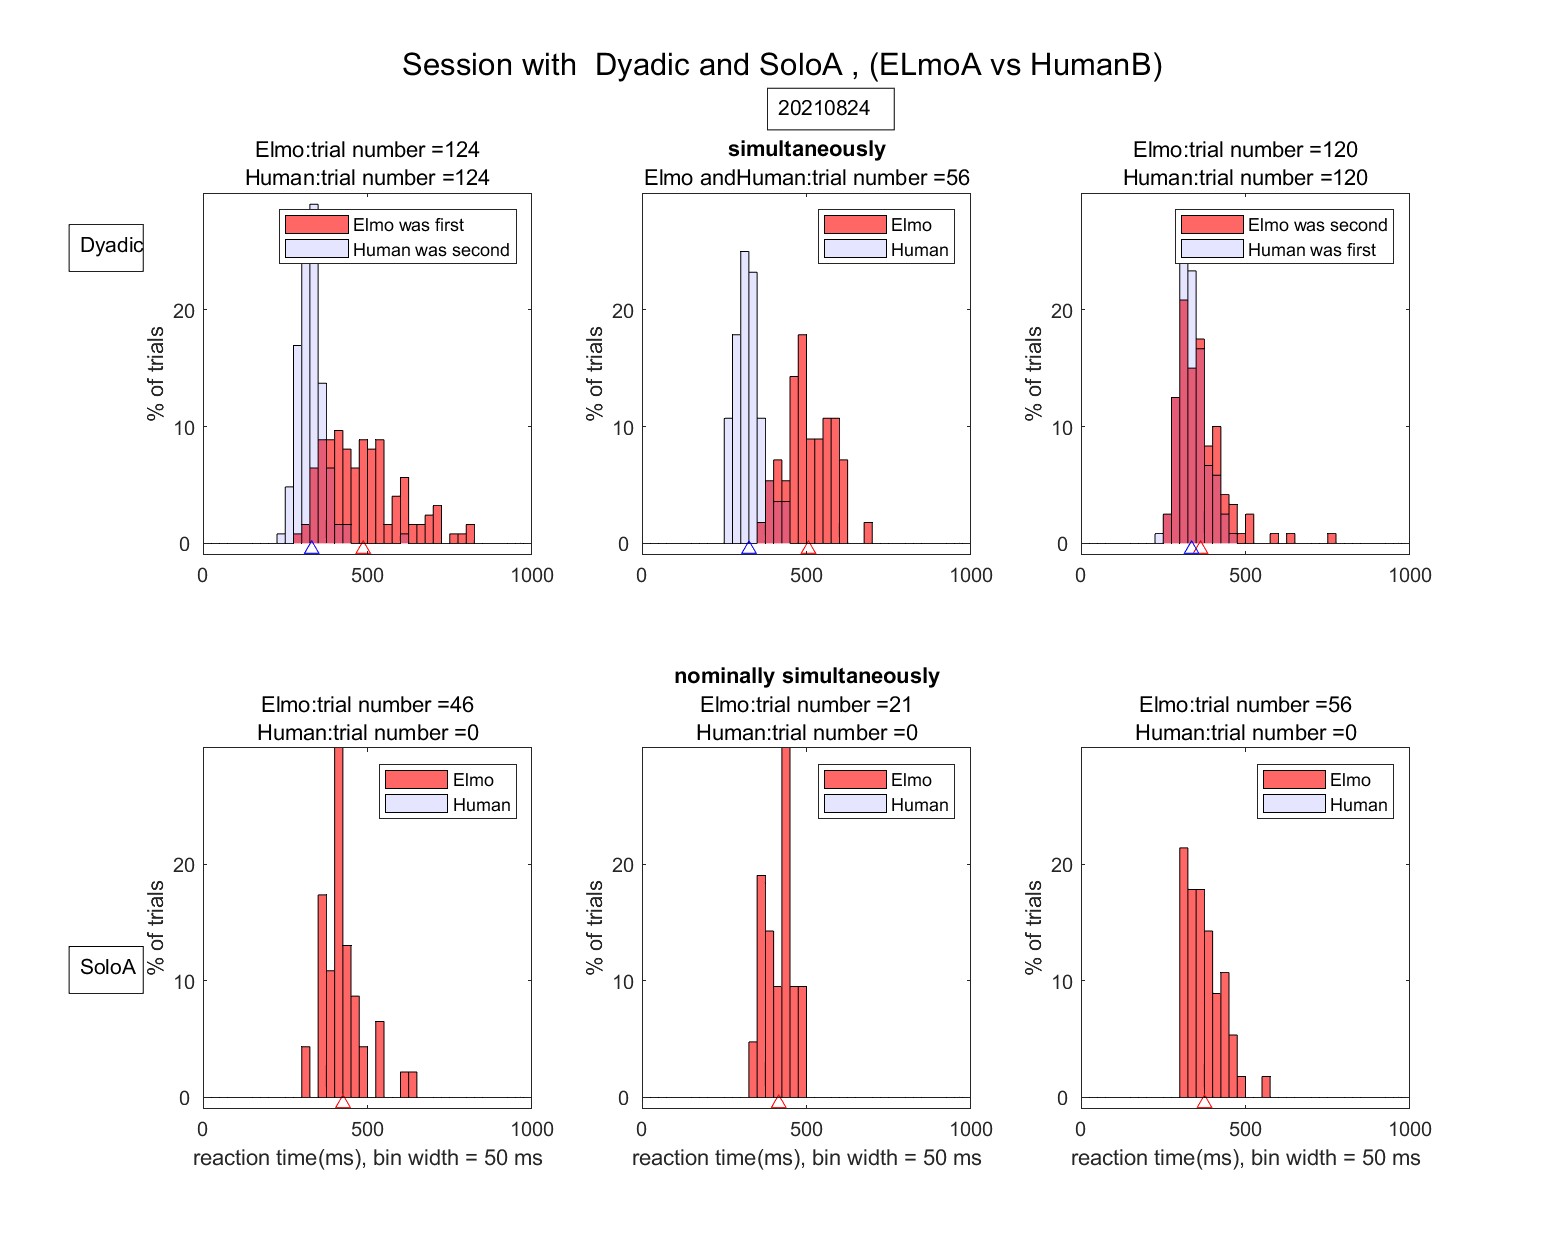 Session with  Dyadic and SoloA , (ELmoA vs HumanB)
20210824
Elmo:trial number =124
Human:trial number =124
simultaneously
Elmo andHuman:trial number =56
Elmo:trial number =120
Human:trial number =120
Dyadic
Elmo was first
Human was second
% of trials
20
10
0
0
500
1000
Elmo
Human
% of trials
20
10
0
0
500
1000
Elmo was second
Human was first
% of trials
20
10
0
0
500
1000
nominally simultaneously
Elmo:trial number =46
Human:trial number =0
Elmo:trial number =21
Human:trial number =0
Elmo:trial number =56
Human:trial number =0
SoloA
Elmo
Human
% of trials
20
10
0
0
500
1000
reaction time(ms), bin width = 50 ms
Elmo
Human
% of trials
20
10
0
0
500
1000
reaction time(ms), bin width = 50 ms
Elmo
Human
% of trials
20
10
0
0
500
1000
reaction time(ms), bin width = 50 ms